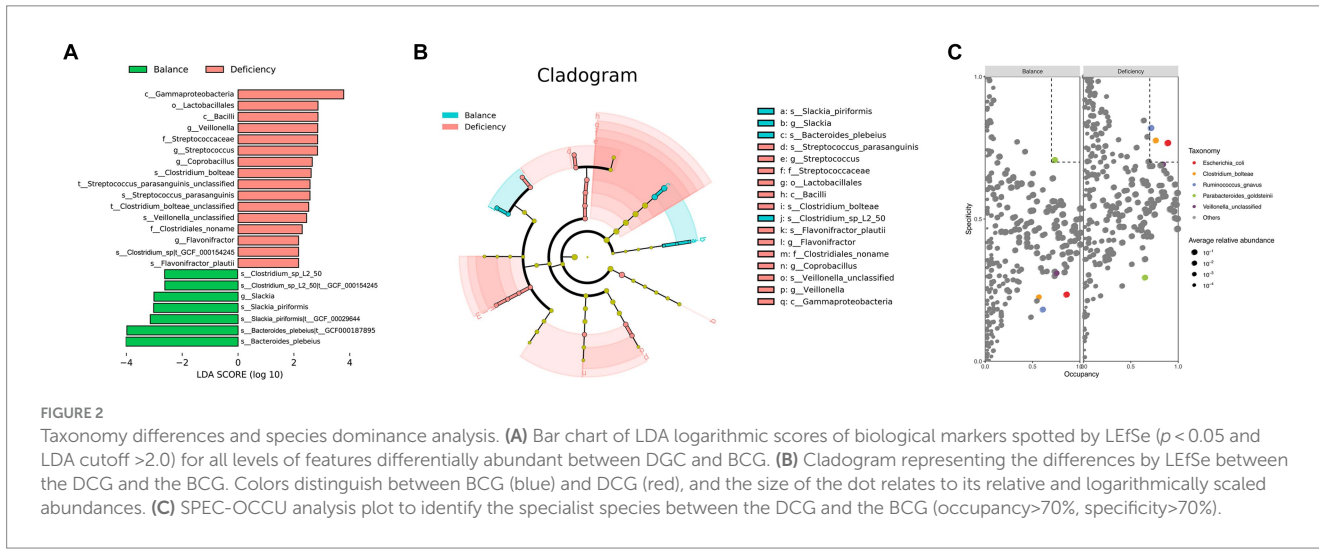 A
Balance Deficiency
c__Gammaproteobacteria
o__Lactobacillales
c__Bacilli
g__Veillonella
f__Streptococcaceae
g__Streptococcus
g__Coprobacillus
s__Clostridium_bolteae
t__Streptococcus_parasanguinis_unclassified
s__Streptococcus_parasanguinis
t__Clostridium_bolteae_unclassified
s__Veillonella_unclassified
f__Clostridiales_noname
g__Flavonifractor
s__Clostridium_sp|t_GCF_000154245
s__Flavonifractor_plautii
s__Clostridium_sp_L2_50
s__Clostridium_sp_L2_50|t__GCF_000154245
g__Slackia
s__Slackia_piriformis
s__Slackia_piriformis|t__GCF_00029644
s__Bacteroides_plebeius|t__GCF000187895
s__Bacteroides_plebeius
−4 −2 0 2 4
LDA SCORE (log 10)
B
Cladogram
Balance
Deficiency
a: s__Slackia_piriformis
b: g__Slackia
c: s__Bacteroides_plebeius
d: s__Streptococcus_parasanguinis
e: g__Streptococcus
f: f__Streptococcaceae
g: o__Lactobacillales
h: c__Bacilli
i: s__Clostridium_bolteae
j: s__Clostridium_sp_L2_50
k: s__Flavonifractor_plautii
l: g__Flavonifractor
m: f__Clostridiales_noname
n: g__Coprobacillus
o: s__Veillonella_unclassified
p: g__Veillonella
q: c__Gammaproteobacteria
C
Balance Deficiency
1.0
0.5
0.0
Specificity
0.0 0.5 0.5 1.0
Occupancy
Taxonomy
Escherichia_coli
Clostridium_bolteae
Ruminococcus_gnavus
Parabacteroides_goldsteinii
Veillonella_unclassified
Others
Average relative abundance
10⁻¹
10⁻²
10⁻³
10⁻⁴
FIGURE 2
Taxonomy differences and species dominance analysis. (A) Bar chart of LDA logarithmic scores of biological markers spotted by LEfSe (p < 0.05 and
LDA cutoff >2.0) for all levels of features differentially abundant between DGC and BCG. (B) Cladogram representing the differences by LEfSe between
the DCG and the BCG. Colors distinguish between BCG (blue) and DCG (red), and the size of the dot relates to its relative and logarithmically scaled
abundances. (C) SPEC-OCCU analysis plot to identify the specialist species between the DCG and the BCG (occupancy>70%, specificity>70%).